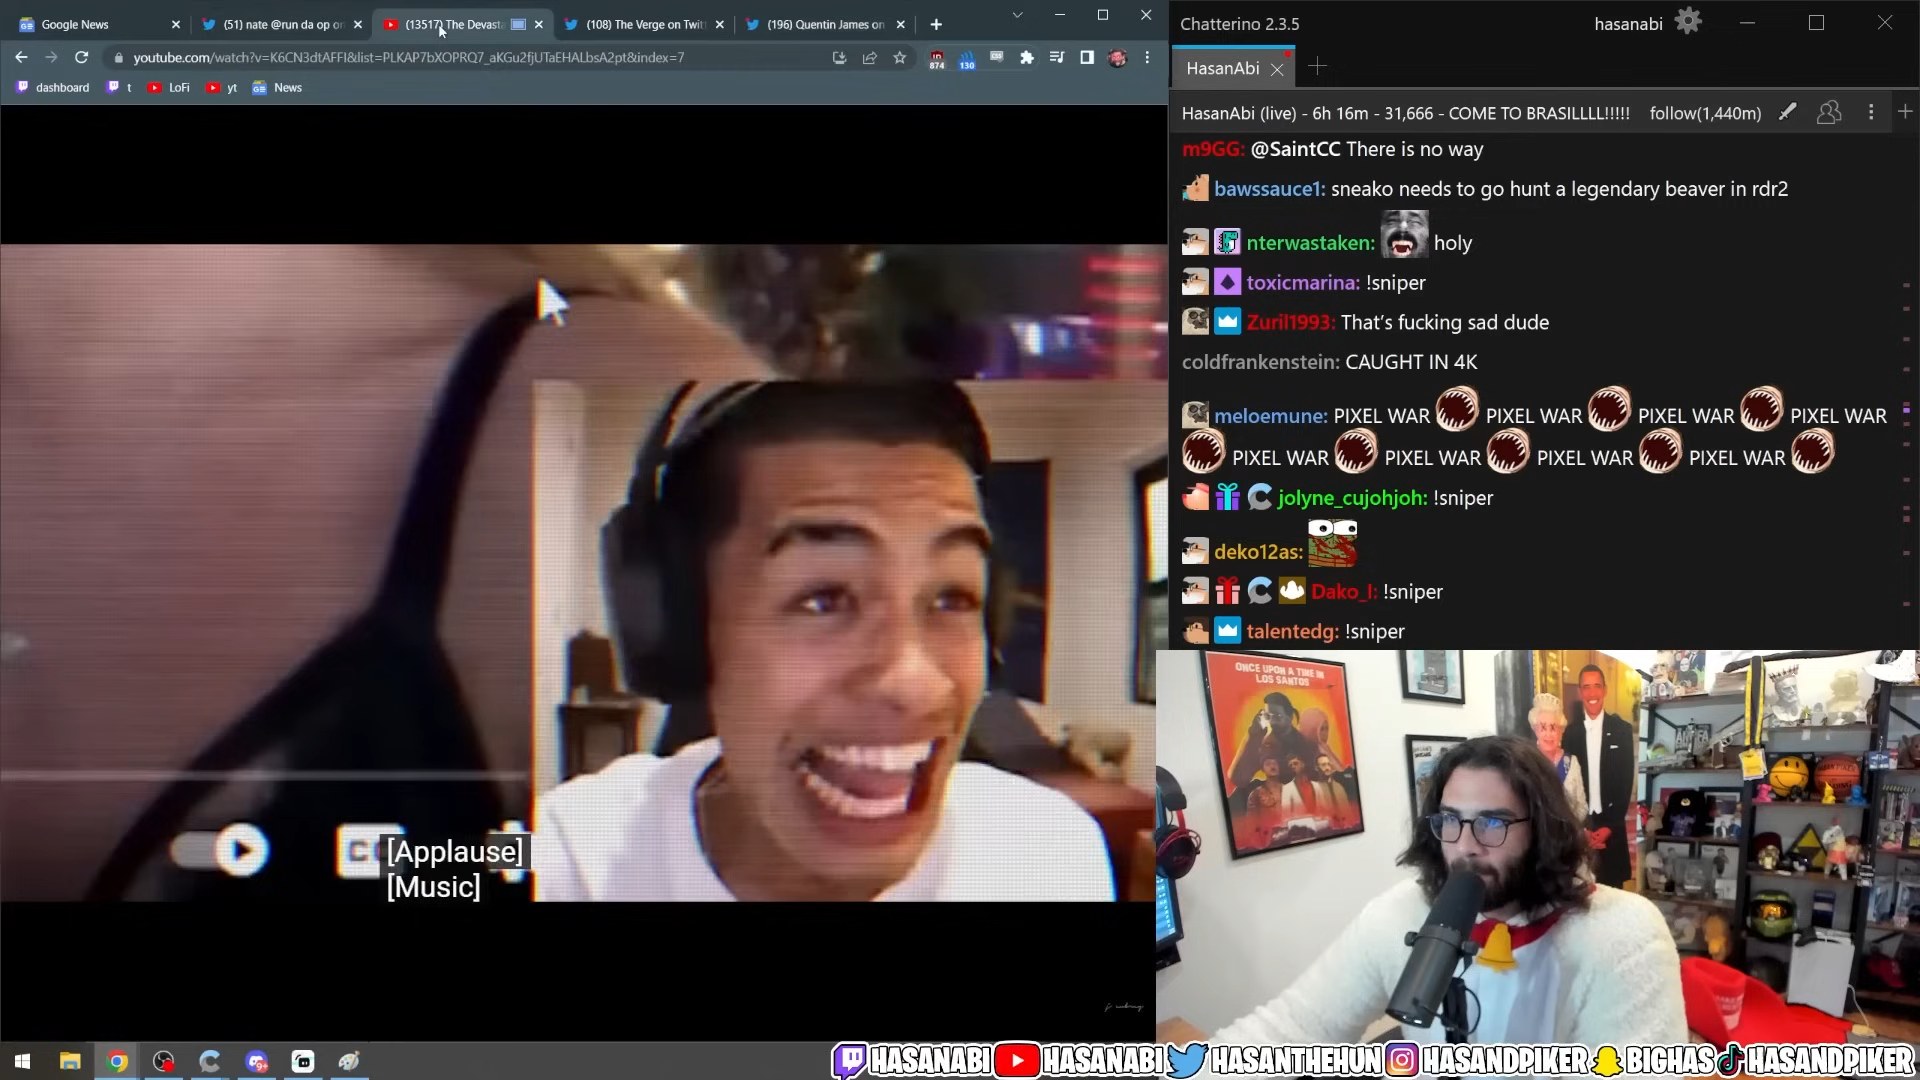 Google News
(51) nate @run da op on
(13517) The Devasta
(108) The Verge on Twit
(196) Quentin James on
youtube.com/watch?v=K6CN3dtAFFI&list=PLKAP7bXOPRQ7_aKGu2fjUTaEHALbsA2pt&index=7
874
130
dashboard
t
LoFi
yt
News
[Applause]
[Music]
Chatterino 2.3.5
hasanabi
HasanAbi
HasanAbi (live) - 6h 16m - 31,666 - COME TO BRASILLLL!!!!!
follow(1,440m)
m9GG: @SaintCC There is no way
bawssauce1: sneako needs to go hunt a legendary beaver in rdr2
nterwastaken: holy
toxicmarina: !sniper
Zuril1993: That's fucking sad dude
coldfrankenstein: CAUGHT IN 4K
meloemune: PIXEL WAR PIXEL WAR PIXEL WAR PIXEL WAR
PIXEL WAR PIXEL WAR PIXEL WAR PIXEL WAR
jolyne_cujohjoh: !sniper
deko12as:
Dako_I: !sniper
talentedg: !sniper
ONCE UPON A TIME IN
LOS SANTOS
HASANABI HASANABI HASANTHEHUN HASANDPIKER BIGHAS HASANDPIKER